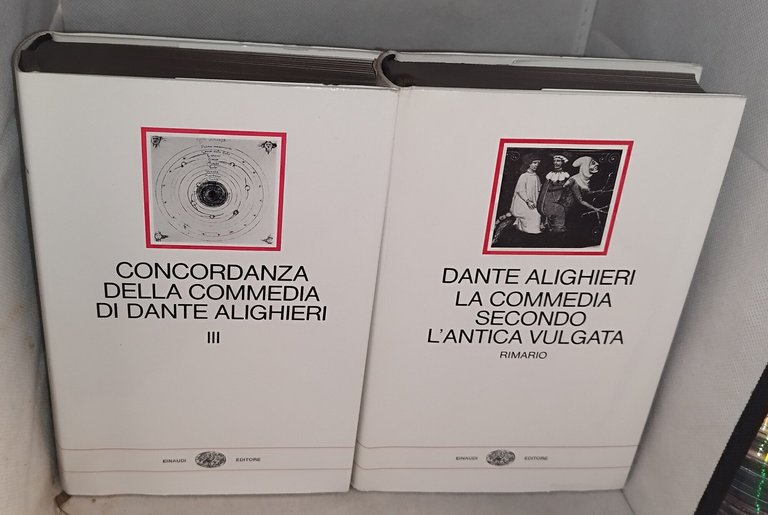 CONCORDANZA
DELLA COMMEDIA
DI DANTE ALIGHIERI
III
EINAUDI EDITORE
DANTE ALIGHIERI
LA COMMEDIA
SECONDO
L'ANTICA VULGATA
RIMARIO
EINAUDI EDITORE